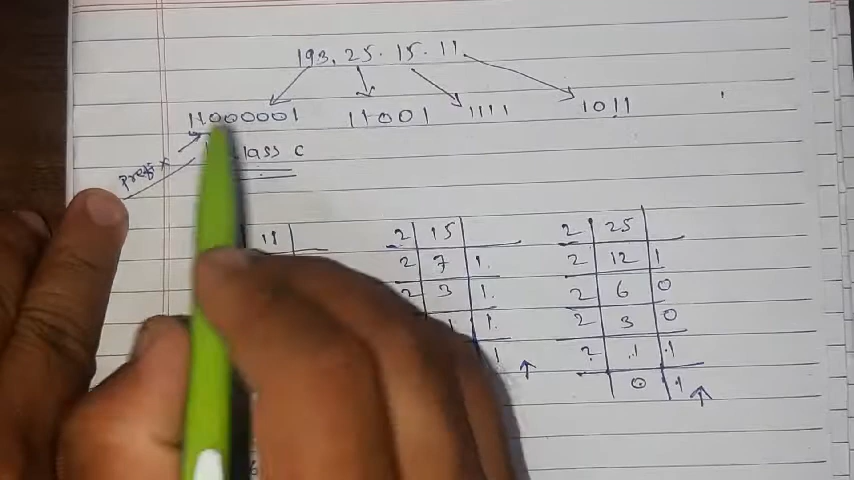 193.25.15.11
11000001 11001 1111 1011
prefix class c
11 2 15 2 25
2 7 1. 2 12 1
2 3 1. 2 6 0
1. 2 3 0
1 2 1 1
0 1